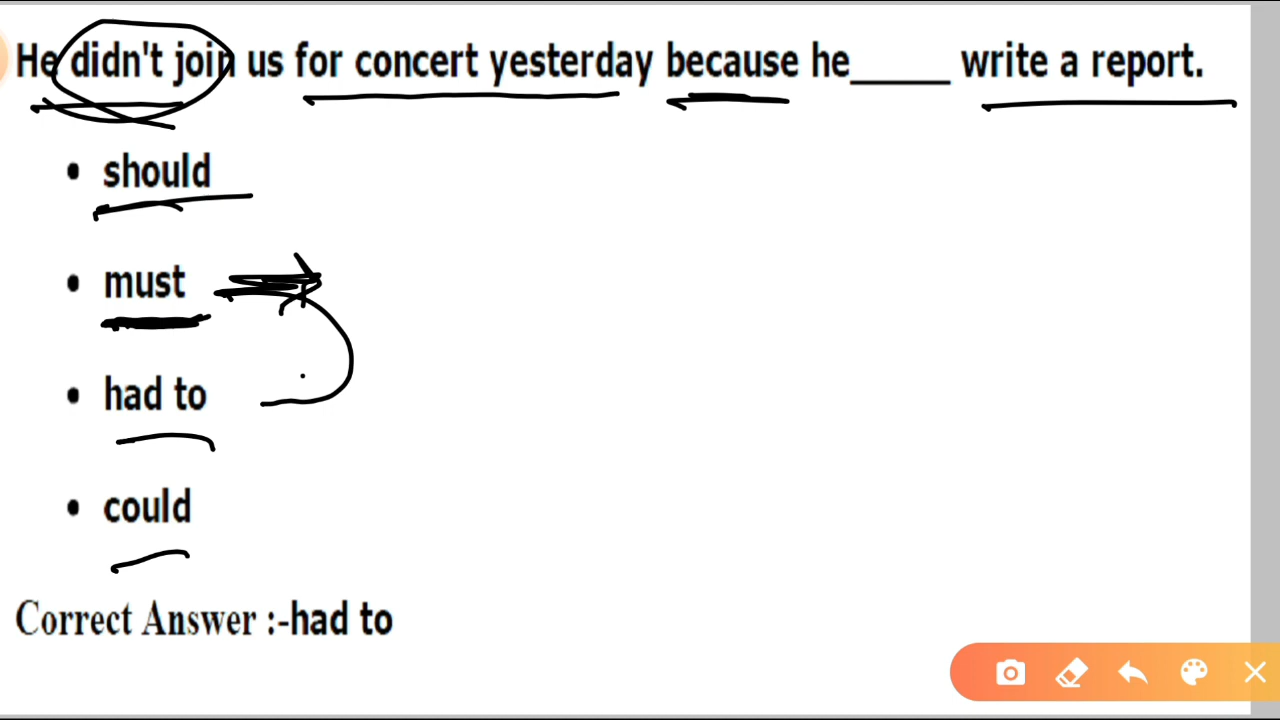 He didn't join us for concert yesterday because he_____ write a report.
• should
• must
• had to
• could
Correct Answer :-had to